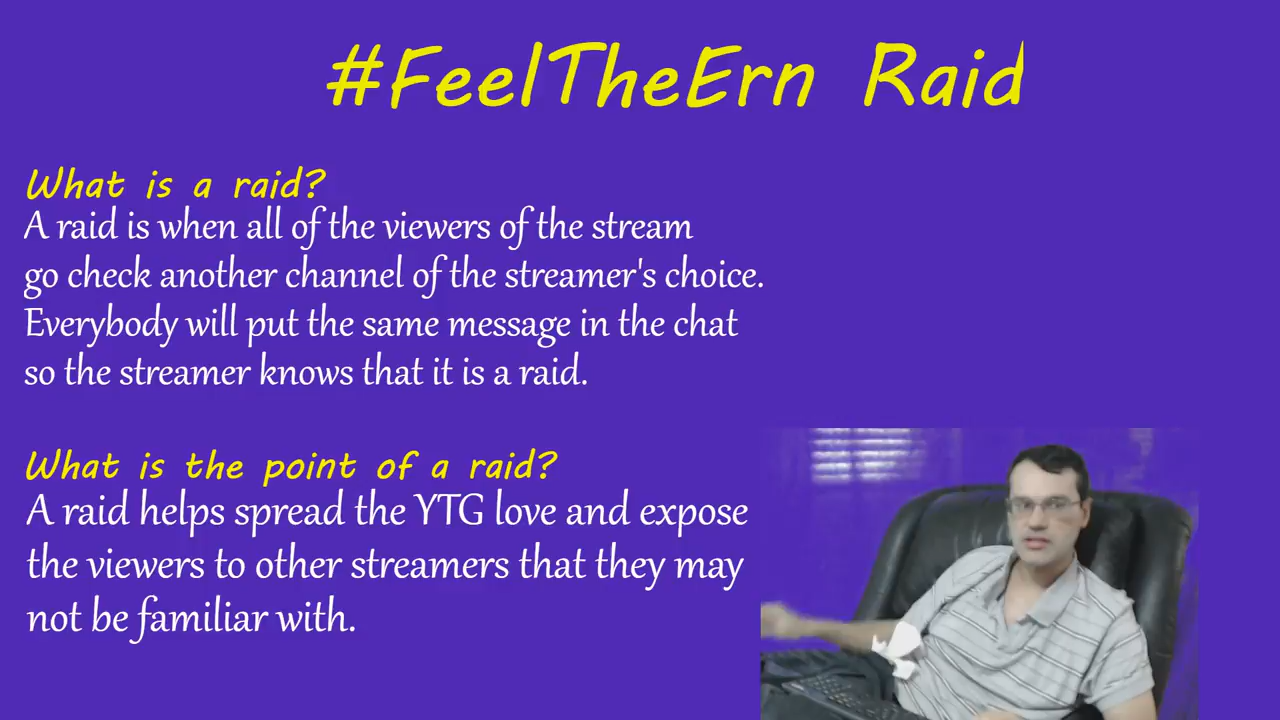 #FeelTheErn Raid
What is a raid?
A raid is when all of the viewers of the stream
go check another channel of the streamer's choice.
Everybody will put the same message in the chat
so the streamer knows that it is a raid.
What is the point of a raid?
A raid helps spread the YTG love and expose
the viewers to other streamers that they may
not be familiar with.